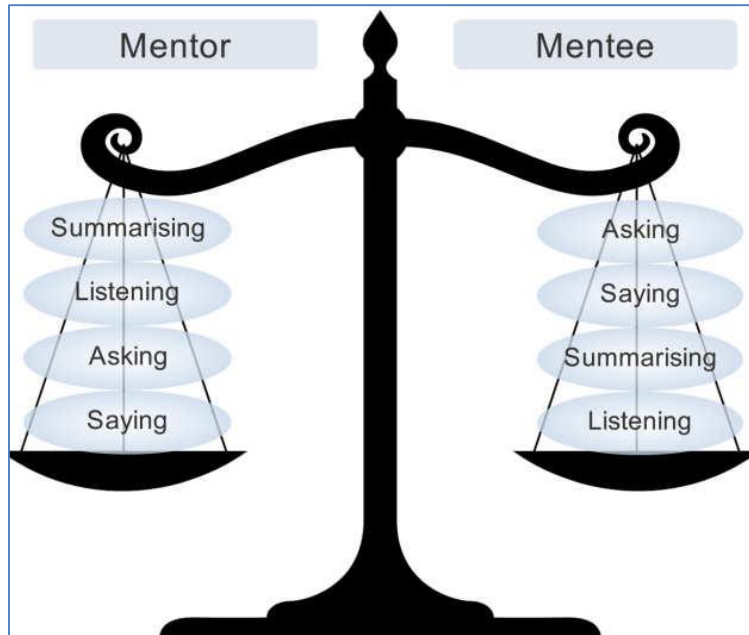 Mentor
Mentee
Summarising
Listening
Asking
Saying
Asking
Saying
Summarising
Listening